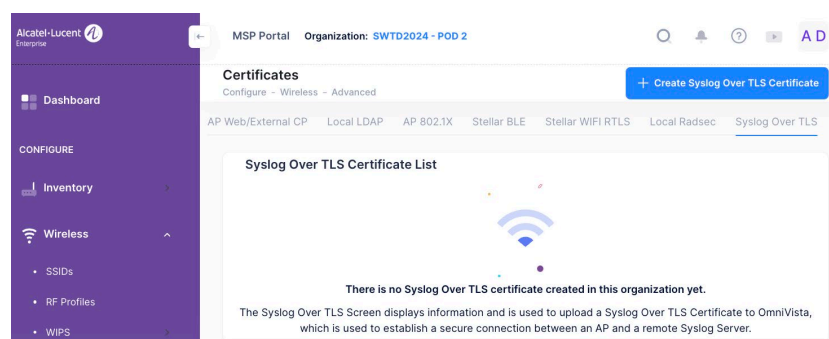 Alcatel-Lucent
Enterprise
MSP Portal Organization: SWTD2024 - POD 2
A D
Certificates
Configure - Wireless - Advanced
+ Create Syslog Over TLS Certificate
Dashboard
AP Web/External CP Local LDAP AP 802.1X Stellar BLE Stellar WIFI RTLS Local Radsec Syslog Over TLS
CONFIGURE
Syslog Over TLS Certificate List
Inventory
Wireless
SSIDs
There is no Syslog Over TLS certificate created in this organization yet.
RF Profiles
The Syslog Over TLS Screen displays information and is used to upload a Syslog Over TLS Certificate to OmniVista,
WIPS
which is used to establish a secure connection between an AP and a remote Syslog Server.